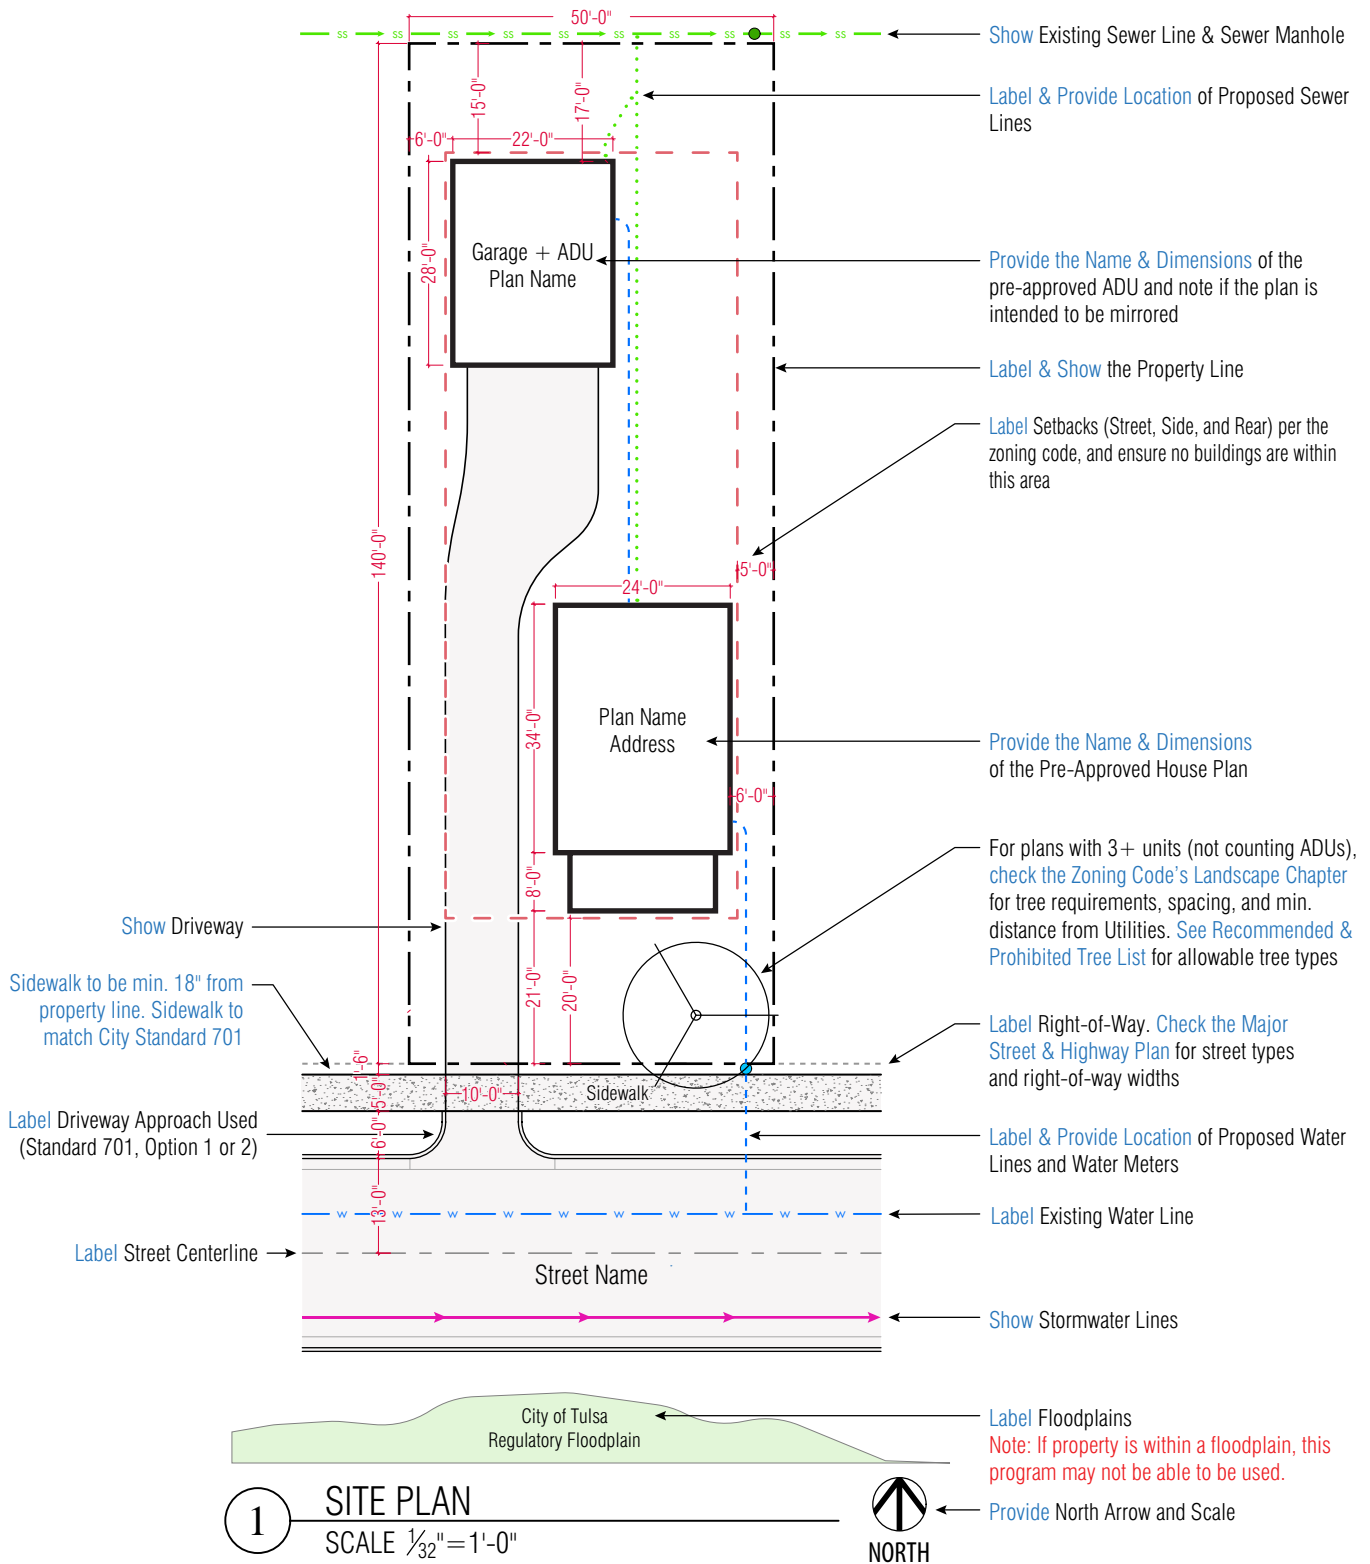 50'-0"
ss ss ss ss ss ss ss ss ss ss
Show Existing Sewer Line & Sewer Manhole
15'-0"
17'-0"
Label & Provide Location of Proposed Sewer
Lines
6'-0"
22'-0"
28'-0"
Garage + ADU
Plan Name
Provide the Name & Dimensions of the
pre-approved ADU and note if the plan is
intended to be mirrored
Label & Show the Property Line
Label Setbacks (Street, Side, and Rear) per the
zoning code, and ensure no buildings are within
this area
140'-0"
5'-0"
24'-0"
34'-0"
Plan Name
Address
Provide the Name & Dimensions
of the Pre-Approved House Plan
6'-0"
8'-0"
For plans with 3+ units (not counting ADUs),
check the Zoning Code's Landscape Chapter
for tree requirements, spacing, and min.
distance from Utilities. See Recommended &
Prohibited Tree List for allowable tree types
Show Driveway
21'-0"
20'-0"
Sidewalk to be min. 18" from
property line. Sidewalk to
match City Standard 701
Label Right-of-Way. Check the Major
Street & Highway Plan for street types
and right-of-way widths
1'-6"
5'-0"
10'-0"
Sidewalk
Label Driveway Approach Used
(Standard 701, Option 1 or 2)
6'-0"
Label & Provide Location of Proposed Water
Lines and Water Meters
13'-0"
w w w w w w w w w w
Label Existing Water Line
Label Street Centerline
Street Name
Show Stormwater Lines
City of Tulsa
Regulatory Floodplain
Label Floodplains
Note: If property is within a floodplain, this
program may not be able to be used.
1
SITE PLAN
SCALE 1/32"=1'-0"
NORTH
Provide North Arrow and Scale